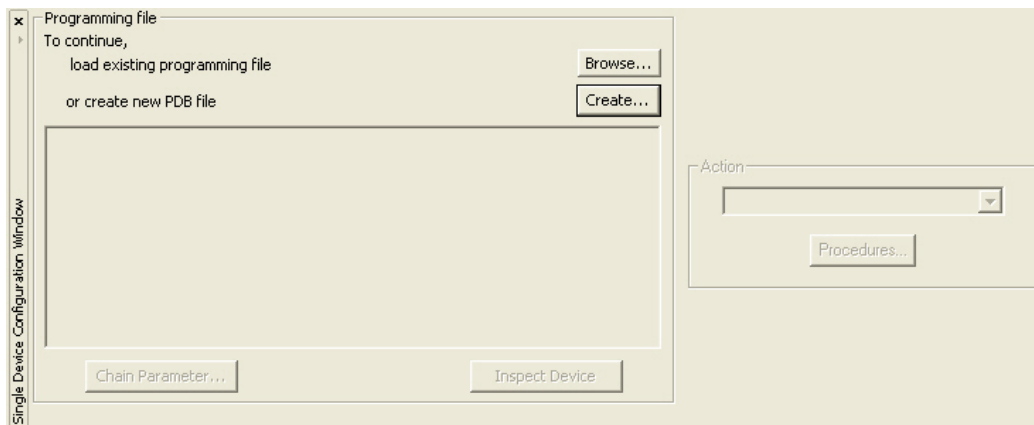 Programming file
To continue,
load existing programming file
Browse...
or create new PDB file
Create...
Action
Procedures...
Chain Parameter...
Inspect Device
Single Device Configuration Window